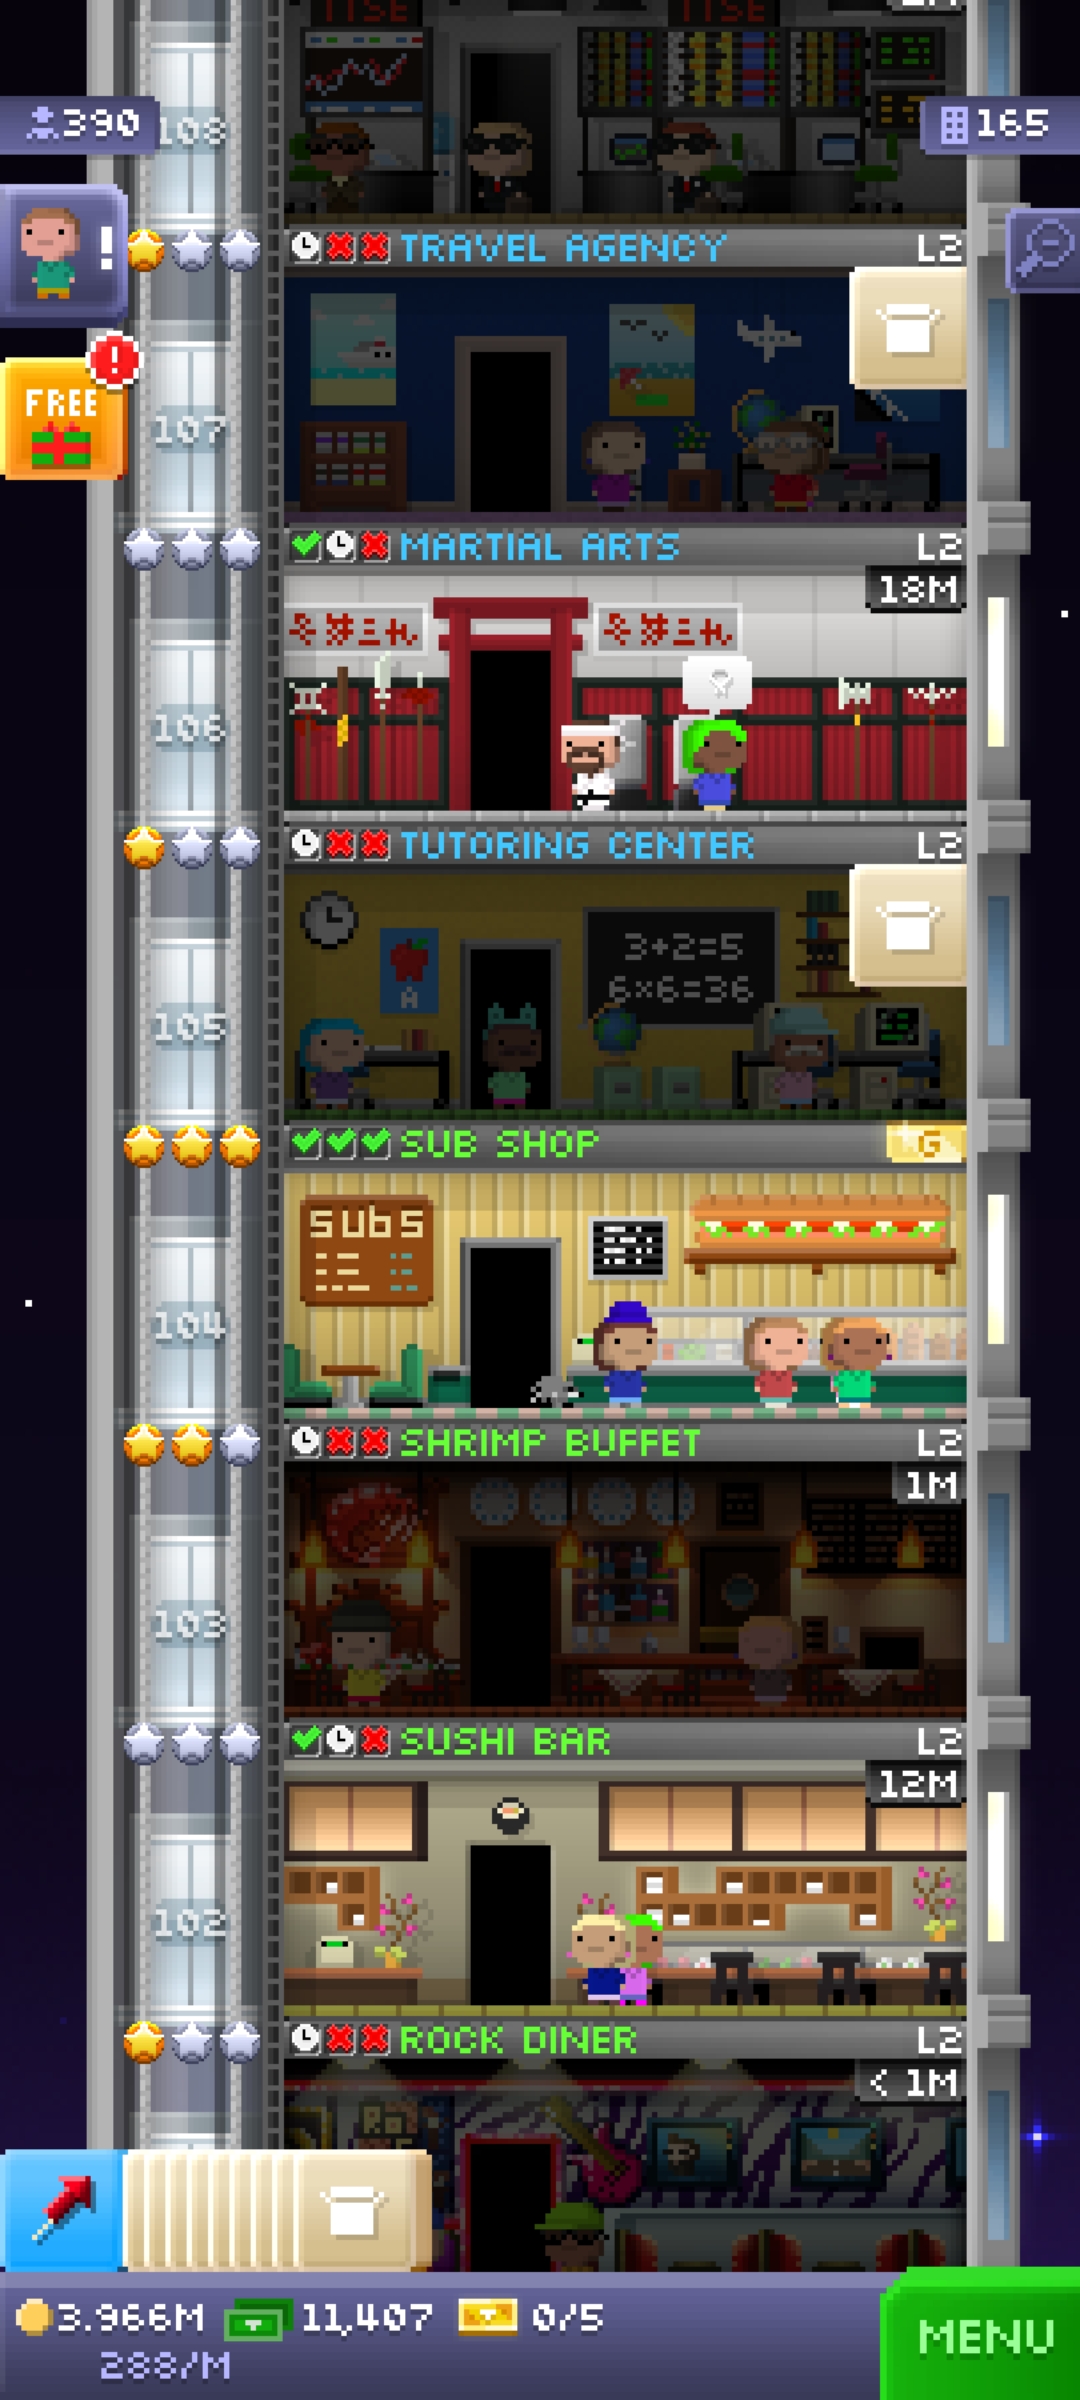 390
108
165
!
TRAVEL AGENCY
L2
!
FREE
107
MARTIAL ARTS
L2
18M
106
TUTORING CENTER
L2
3+2=5
A
6x6=36
105
SUB SHOP
G
SUBS
104
SHRIMP BUFFET
L2
1M
103
SUSHI BAR
L2
12M
102
ROCK DINER
L2
< 1M
3.966M
11,407
0/5
288/M
MENU